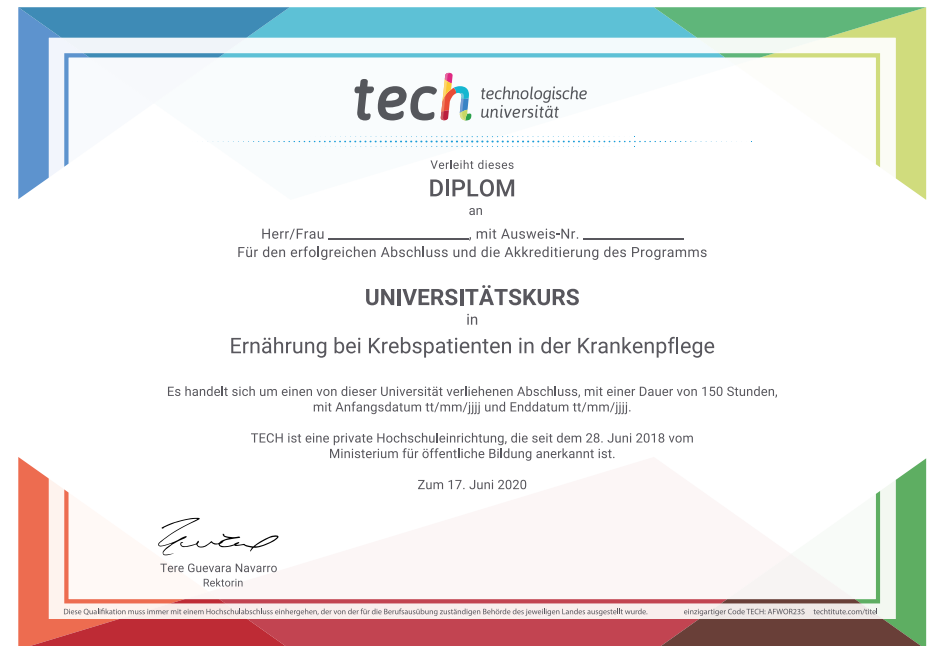 tech technologische
universität
Verleiht dieses
DIPLOM
an
Herr/Frau ____________________, mit Ausweis-Nr. ______________
Für den erfolgreichen Abschluss und die Akkreditierung des Programms
UNIVERSITÄTSKURS
in
Ernährung bei Krebspatienten in der Krankenpflege
Es handelt sich um einen von dieser Universität verliehenen Abschluss, mit einer Dauer von 150 Stunden,
mit Anfangsdatum tt/mm/jjjj und Enddatum tt/mm/jjjj.
TECH ist eine private Hochschuleinrichtung, die seit dem 28. Juni 2018 vom
Ministerium für öffentliche Bildung anerkannt ist.
Zum 17. Juni 2020
Tere Guevara Navarro
Rektorin
Diese Qualifikation muss immer mit einem Hochschulabschluss einhergehen, der von der für die Berufsausübung zuständigen Behörde des jeweiligen Landes ausgestellt wurde. einzigartiger Code TECH: AFWOR235 techtitute.com/titel